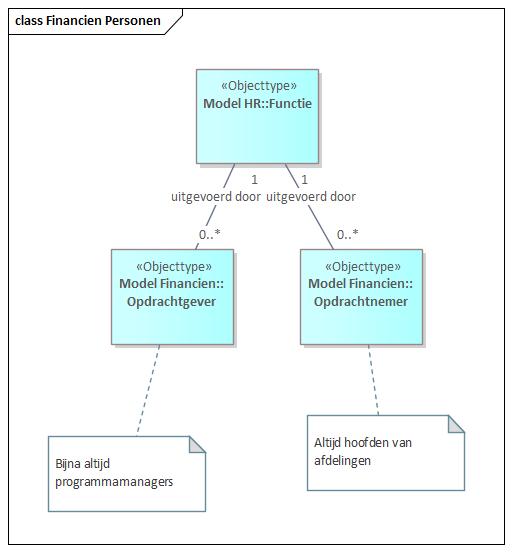 class Financien Personen
«Objecttype»
Model HR::Functie
1
1
uitgevoerd door
uitgevoerd door
0..*
0..*
«Objecttype»
Model Financien::
Opdrachtgever
«Objecttype»
Model Financien::
Opdrachtnemer
Bijna altijd
programmamanagers
Altijd hoofden van
afdelingen